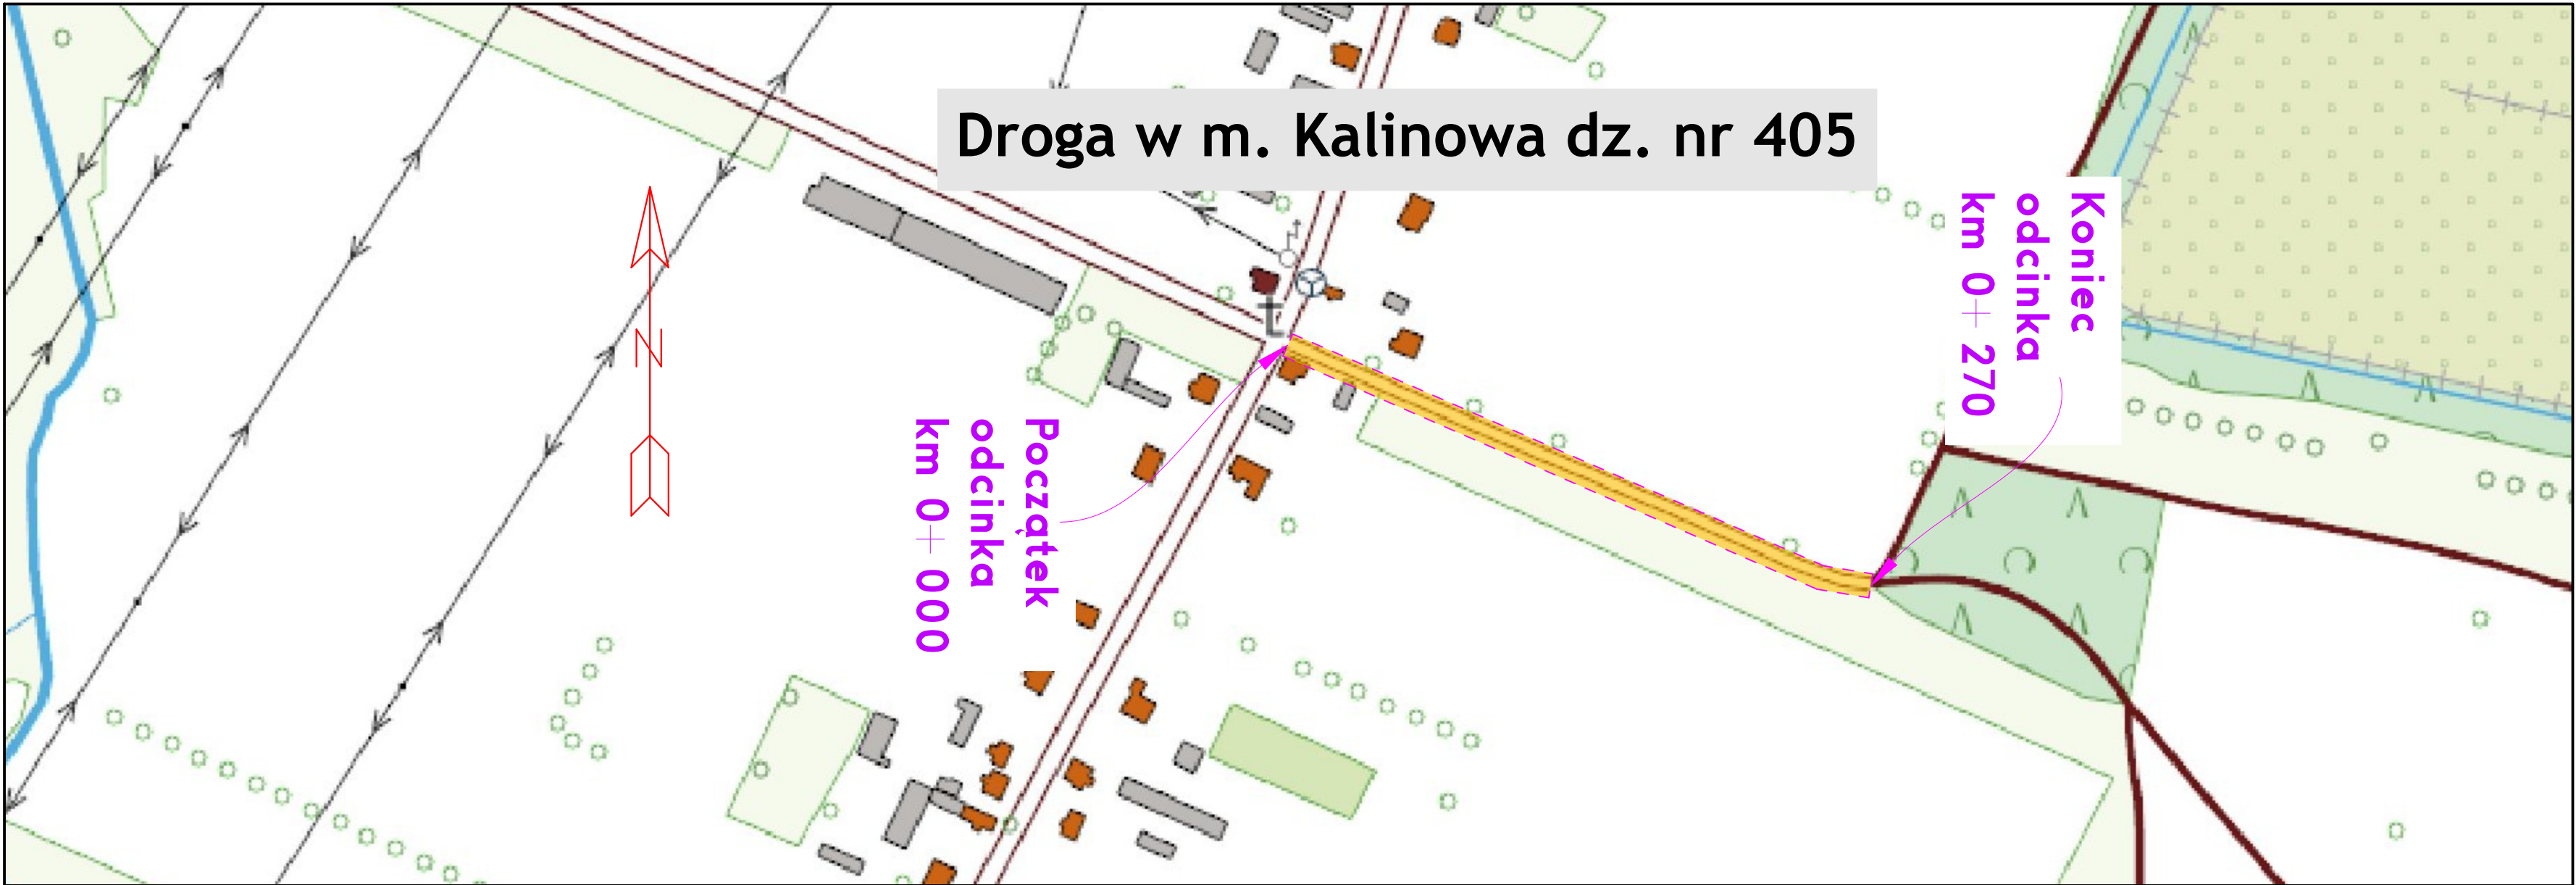 Droga w m. Kalinowa dz. nr 405
Koniec
odcinka
km 0+ 270
N
Początek
odcinka
km 0+ 000